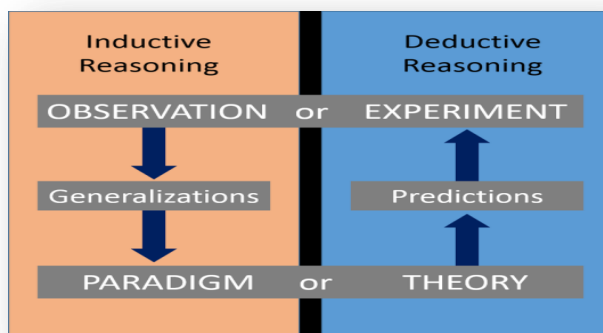 Inductive
Reasoning
Deductive
Reasoning
OBSERVATION or EXPERIMENT
Generalizations
Predictions
PARADIGM or THEORY